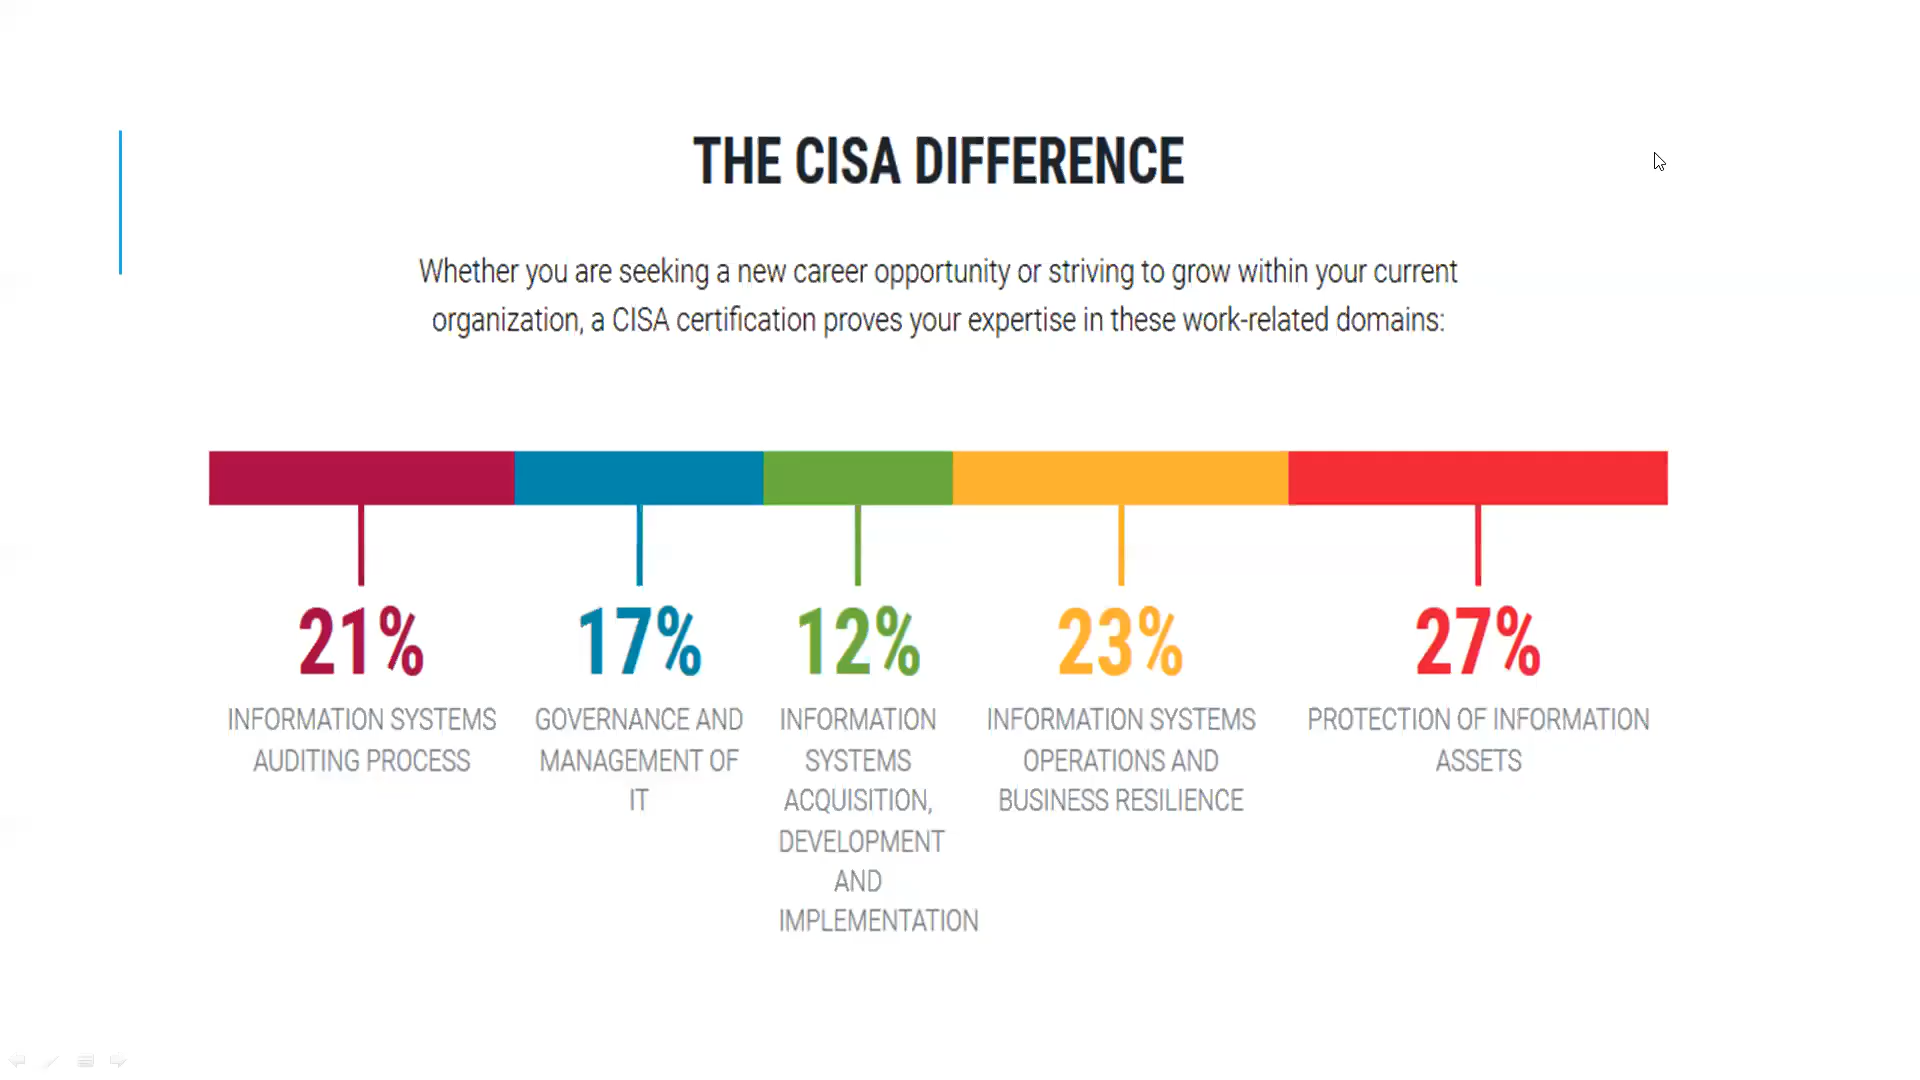 THE CISA DIFFERENCE
Whether you are seeking a new career opportunity or striving to grow within your current
organization, a CISA certification proves your expertise in these work-related domains:
21%
INFORMATION SYSTEMS
AUDITING PROCESS
17%
GOVERNANCE AND
MANAGEMENT OF
IT
12%
INFORMATION
SYSTEMS
ACQUISITION,
DEVELOPMENT
AND
IMPLEMENTATION
23%
INFORMATION SYSTEMS
OPERATIONS AND
BUSINESS RESILIENCE
27%
PROTECTION OF INFORMATION
ASSETS